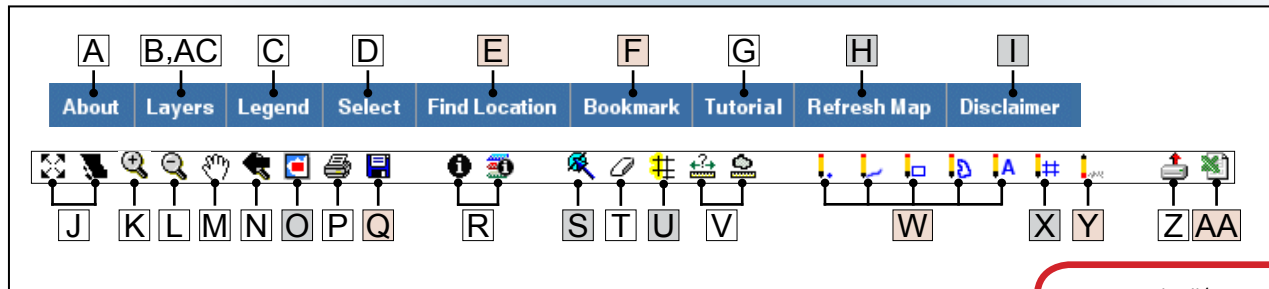 A B,AC C D E F G H I
About Layers Legend Select Find Location Bookmark Tutorial Refresh Map Disclaimer
J K L M N O P Q R S T U V W X Y Z AA